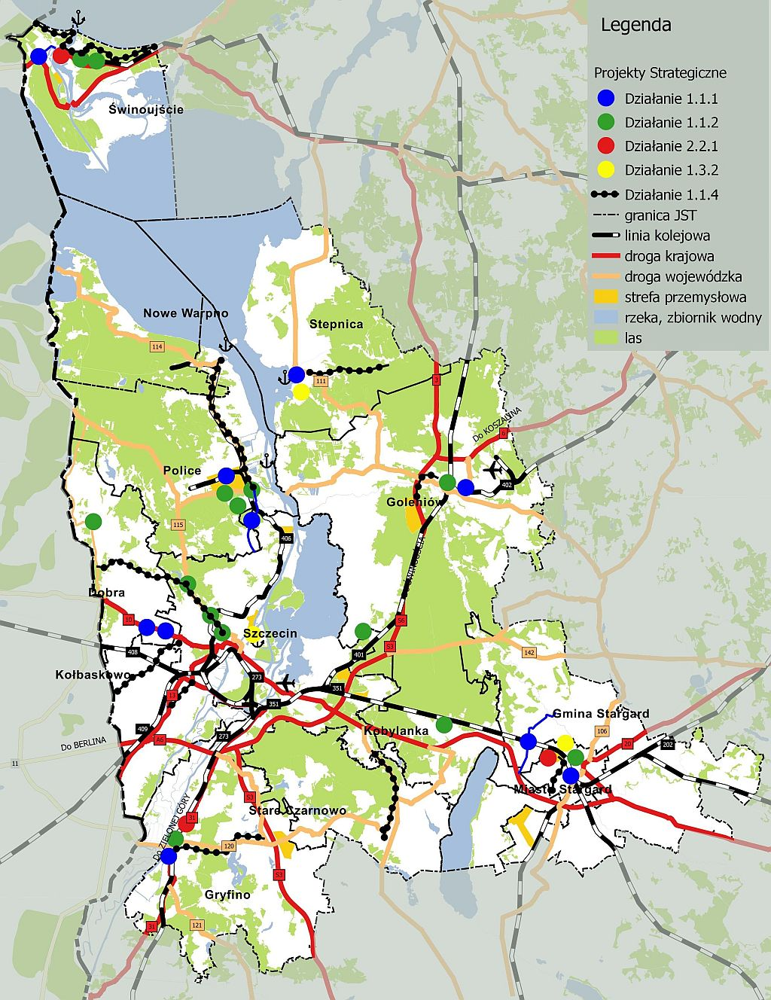 Legenda
Projekty Strategiczne
Działanie 1.1.1
Działanie 1.1.2
Działanie 2.2.1
Działanie 1.3.2
Działanie 1.1.4
granica JST
linia kolejowa
droga krajowa
droga wojewódzka
strefa przemysłowa
rzeka, zbiornik wodny
las
Świnoujście
Nowe Warpno
Stepnica
114
111
3
Do KOSZALINA
6
Police
402
Goleniów
115
406
Dobra
10
S6
Szczecin
S3
408
401
142
Kołbaskowo
273
351
13
351
Gmina Stargard
409
Kobylanka
106
A6
273
Do BERLINA
20
202
11
Miasto Stargard
S3
Stare Czarnowo
31
Do ZIELONEJ GÓRY
120
S3
Gryfino
31
121